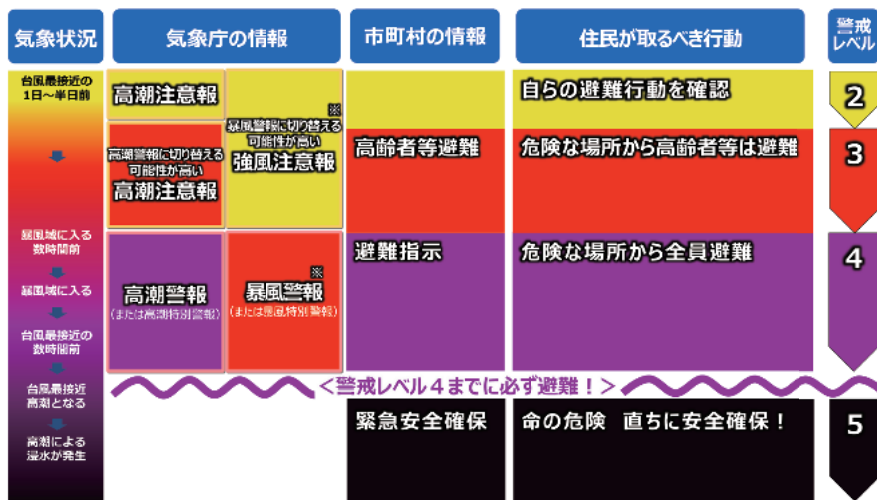 気象状況
気象庁の情報
市町村の情報
住民が取るべき行動
警戒
レベル
台風最接近の
1日～半日前
高潮注意報
※
暴風警報に切り替える
可能性が高い
強風注意報
自らの避難行動を確認
2
高潮警報に切り替える
可能性が高い
高潮注意報
高齢者等避難
危険な場所から高齢者等は避難
3
暴風域に入る
数時間前
暴風域に入る
台風最接近の
数時間前
高潮警報
(または高潮特別警報)
※
暴風警報
(または暴風特別警報)
避難指示
危険な場所から全員避難
4
＜警戒レベル４までに必ず避難！＞
台風最接近
高潮となる
高潮による
浸水が発生
緊急安全確保
命の危険 直ちに安全確保！
5